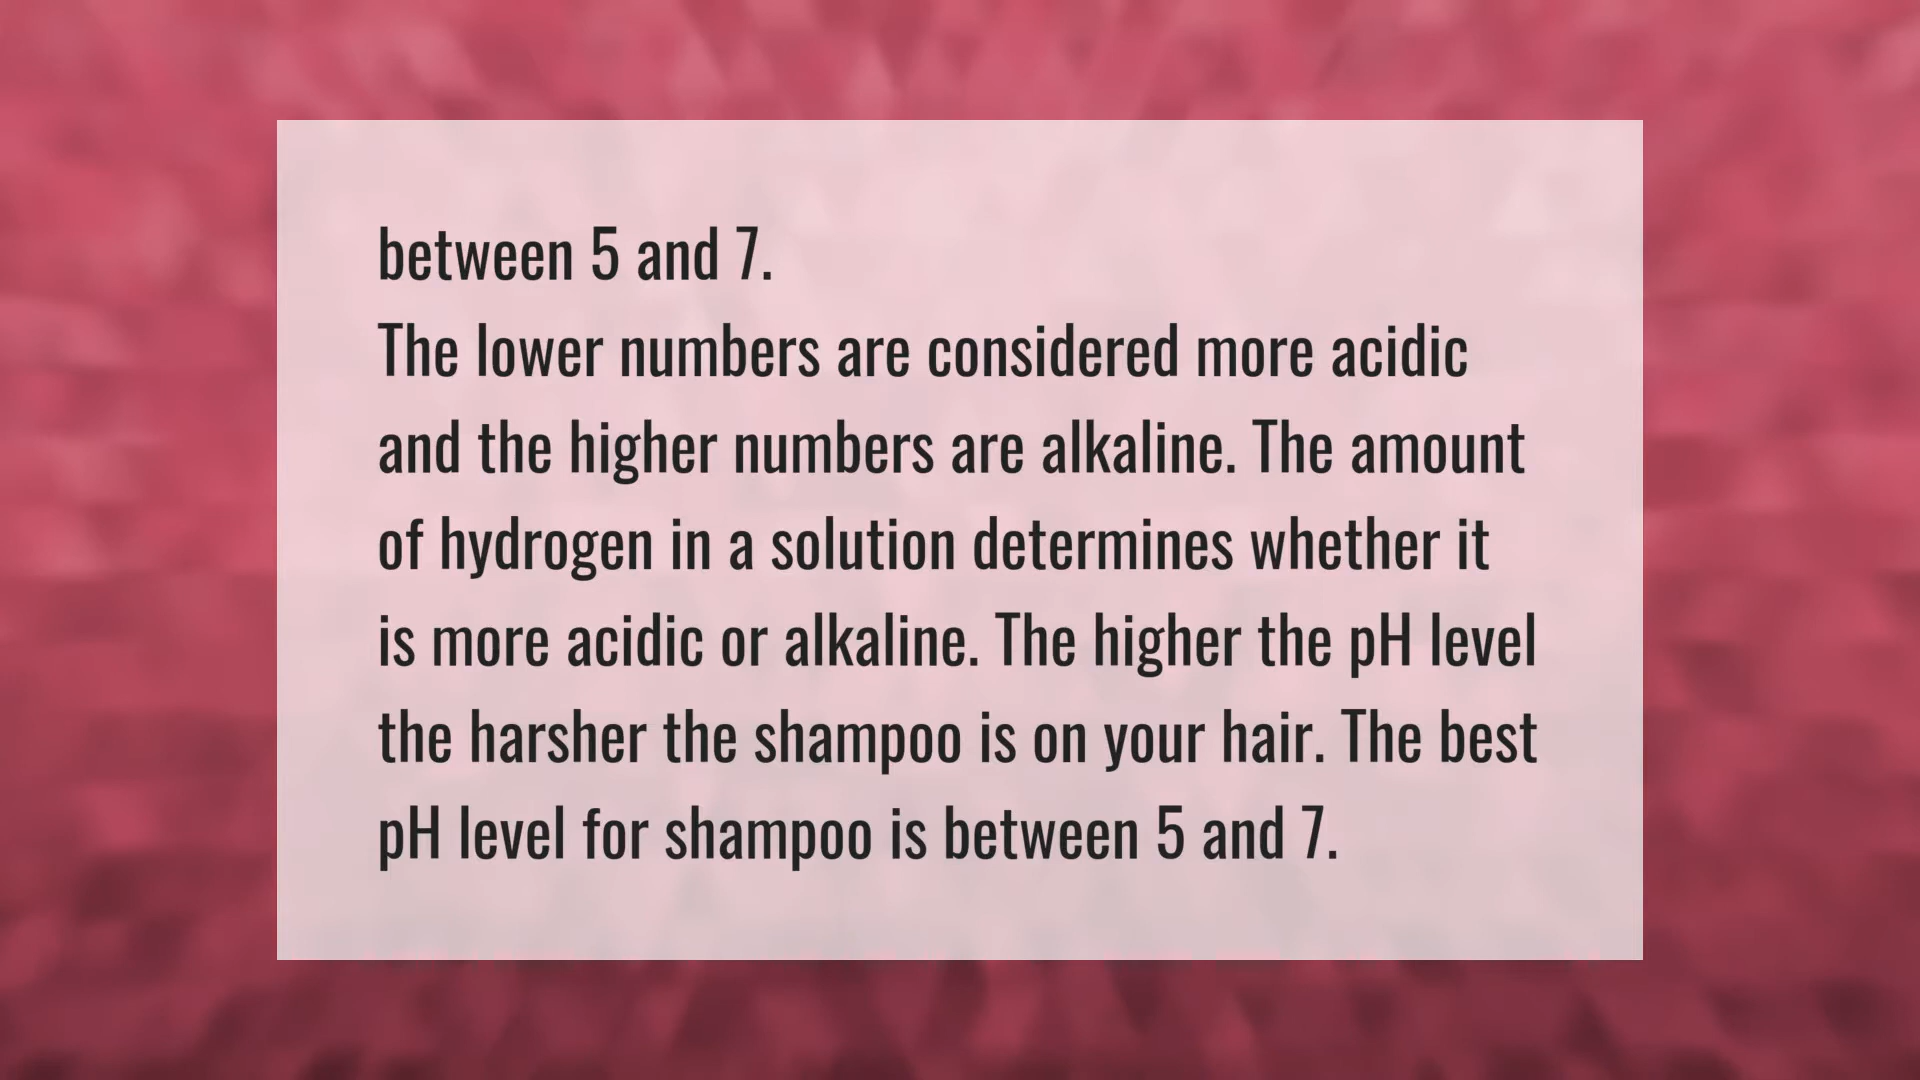 between 5 and 7.
The lower numbers are considered more acidic
and the higher numbers are alkaline. The amount
of hydrogen in a solution determines whether it
is more acidic or alkaline. The higher the pH level
the harsher the shampoo is on your hair. The best
pH level for shampoo is between 5 and 7.